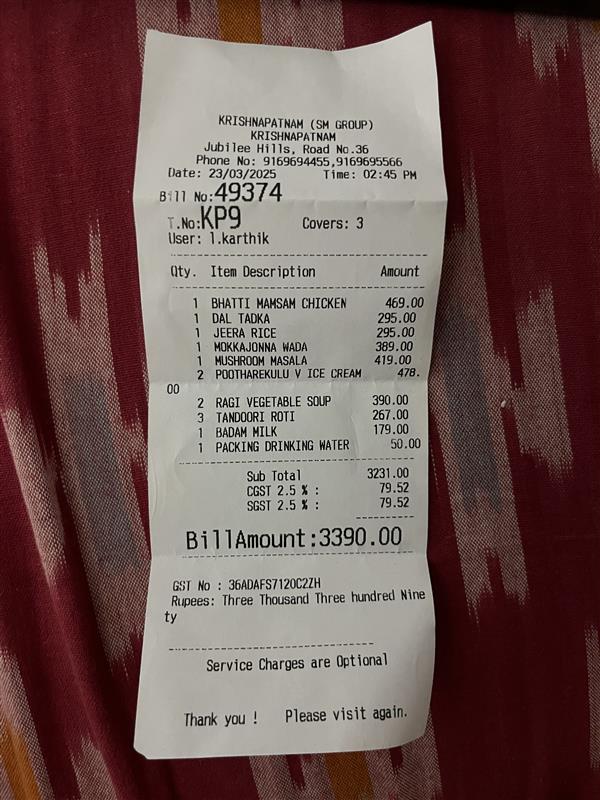 KRISHNAPATNAM (SM GROUP)
KRISHNAPATNAM
Jubilee Hills, Road No.36
Phone No: 9169694455,9169695566
Date: 23/03/2025 Time: 02:45 PM
Bill No:49374
T.No:KP9 Covers: 3
User: 1.karthik
Qty. Item Description Amount
1 BHATTI MAMSAM CHICKEN 469.00
1 DAL TADKA 295.00
1 JEERA RICE 295.00
1 MOKKAJONNA WADA 389.00
1 MUSHROOM MASALA 419.00
2 POOTHAREKULU V ICE CREAM 478.
00
2 RAGI VEGETABLE SOUP 390.00
3 TANDOORI ROTI 267.00
1 BADAM MILK 179.00
1 PACKING DRINKING WATER 50.00
Sub Total 3231.00
CGST 2.5 % : 79.52
SGST 2.5 % : 79.52
BillAmount:3390.00
GST No : 36ADAFS7120C2ZH
Rupees: Three Thousand Three hundred Nine
ty
Service Charges are Optional
Thank you ! Please visit again.